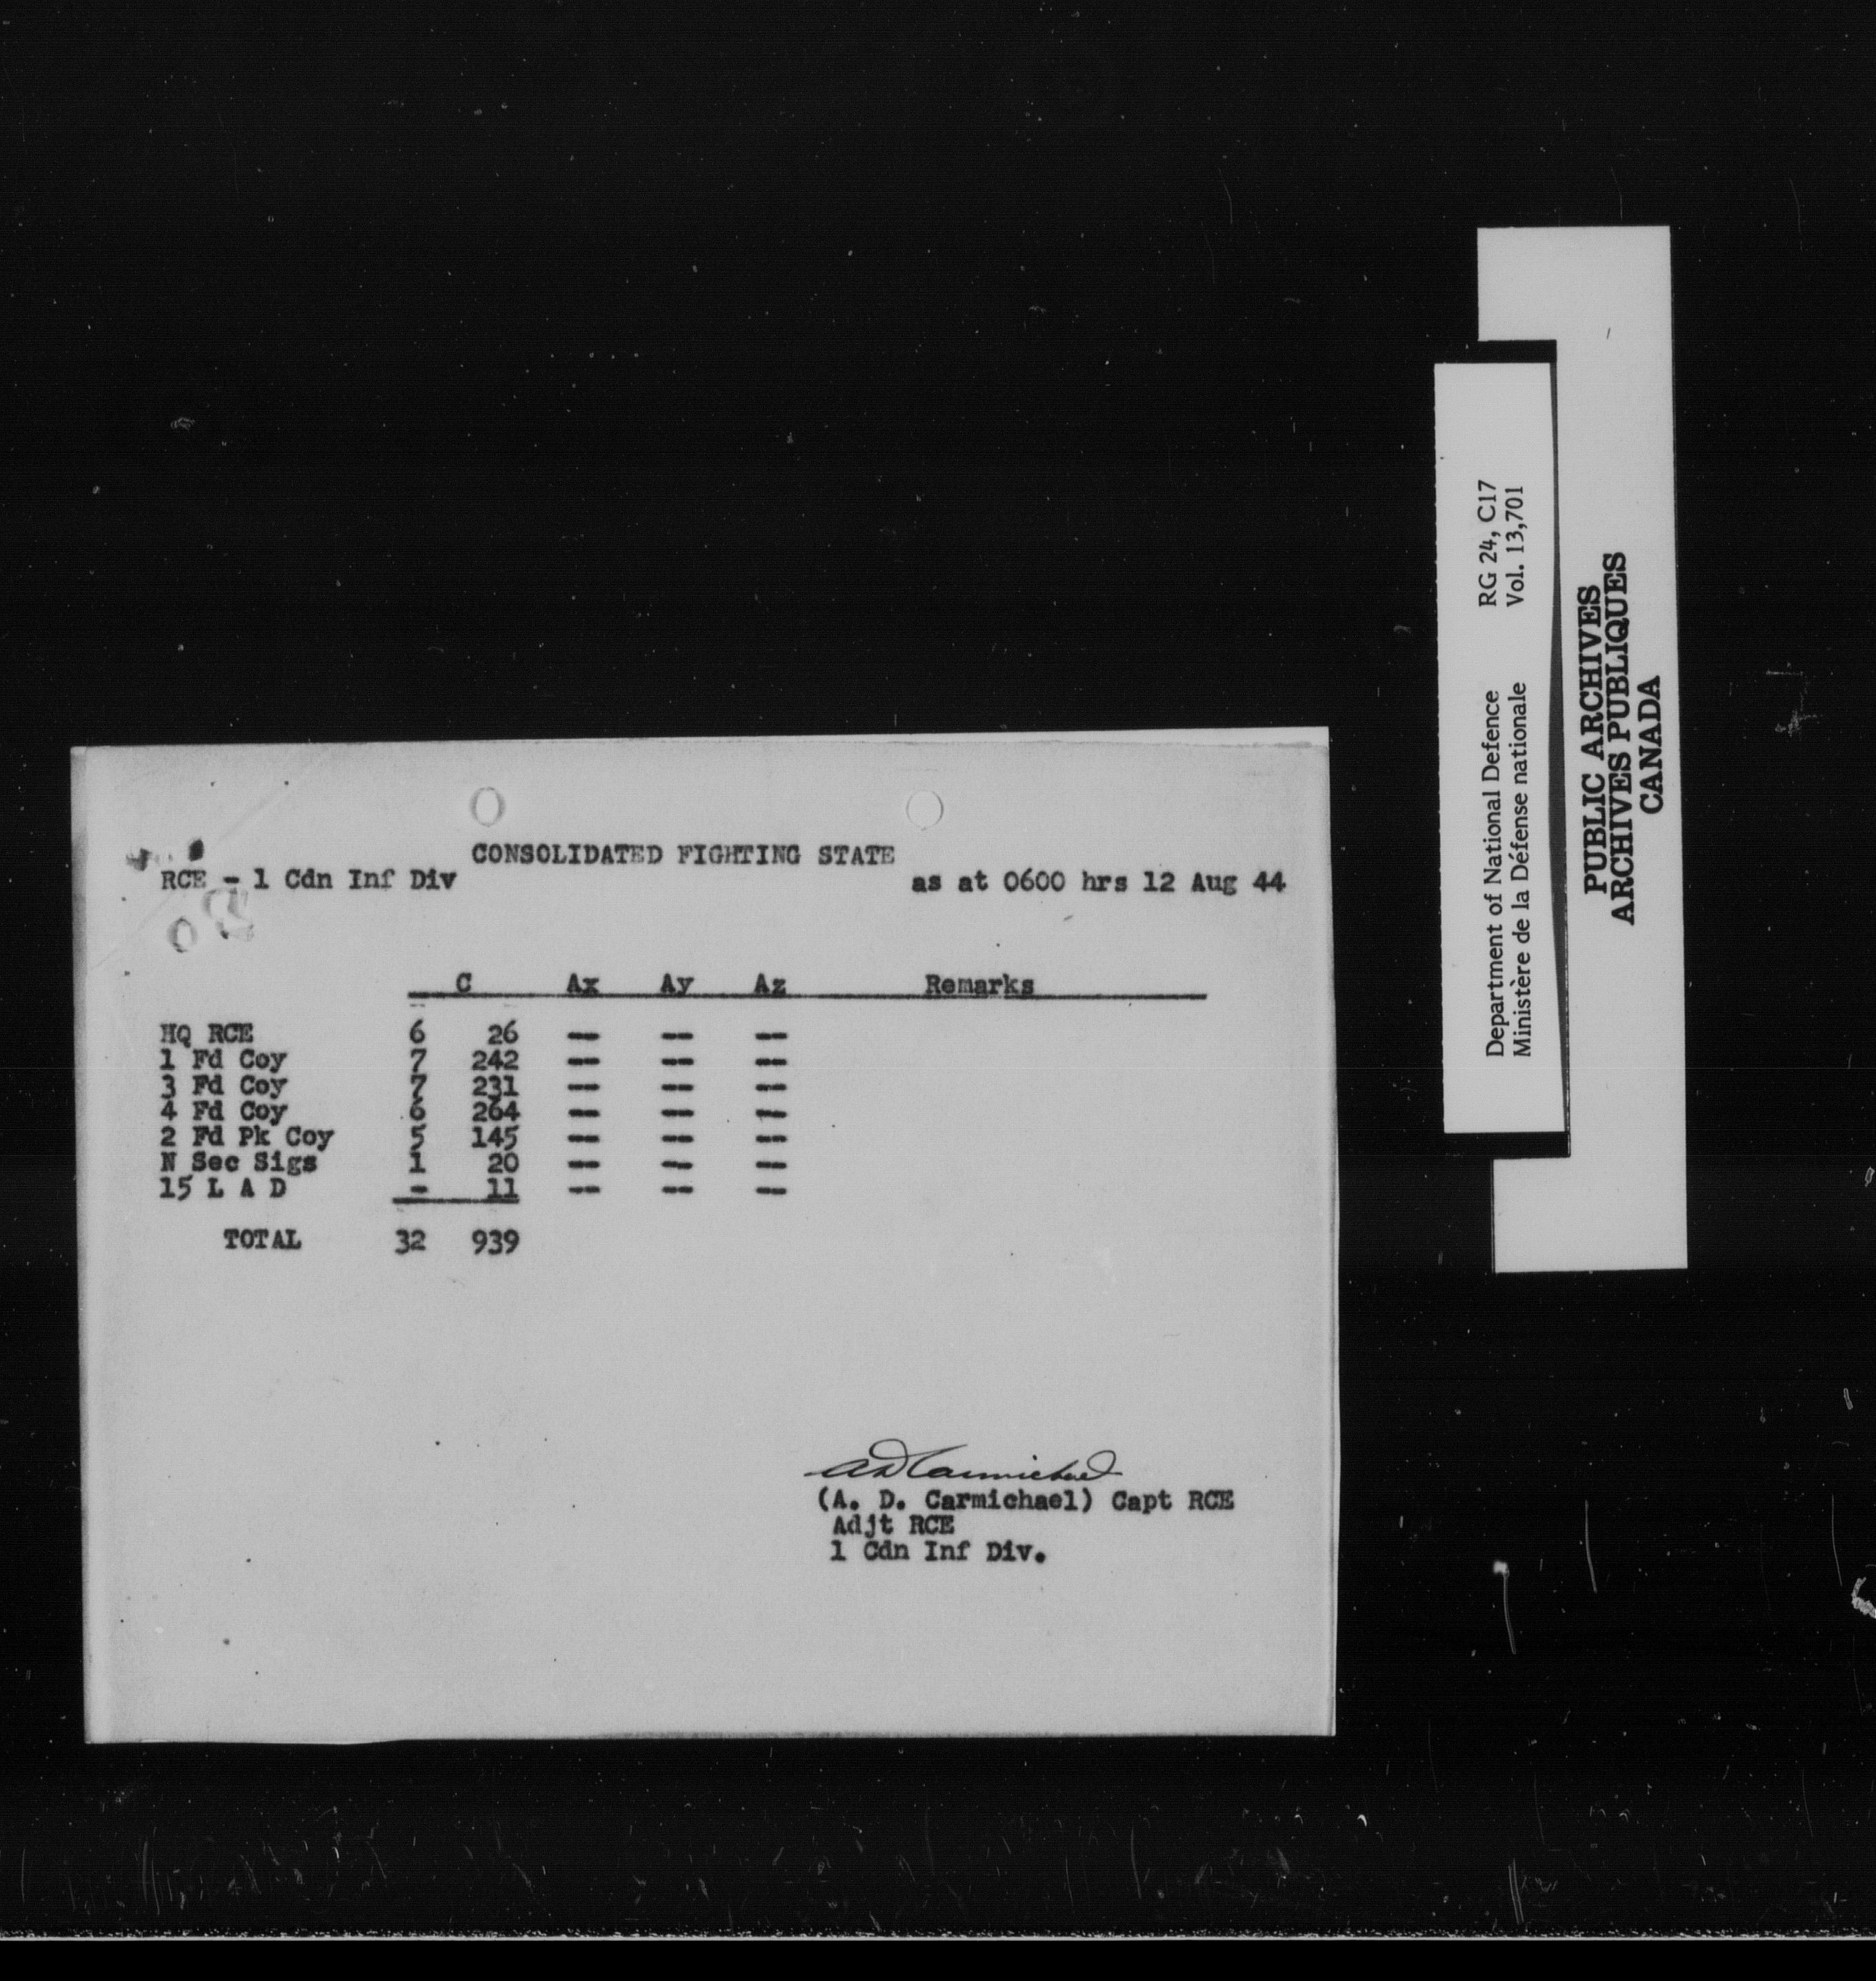 CONSOLIDATED FIGHTING STATE
RCE - 1 Cdn Inf Div as at 0600 hrs 12 Aug 44
C Ax Ay Az Remarks
HQ RCE 6 26 -- -- --
1 Fd Coy 7 242 -- -- --
3 Fd Coy 7 231 -- -- --
4 Fd Coy 6 264 -- -- --
2 Fd Pk Coy 5 145 -- -- --
N Sec Sigs 1 20 -- -- --
15 L A D - 11 -- -- --
TOTAL 32 939
A D Carmichael
(A. D. Carmichael) Capt RCE
Adjt RCE
1 Cdn Inf Div.
Department of National Defence RG 24, C17
Ministère de la Défense nationale Vol. 13,701
PUBLIC ARCHIVES
ARCHIVES PUBLIQUES
CANADA